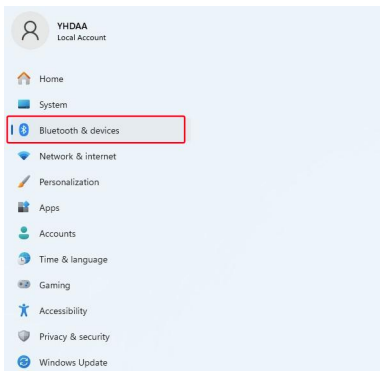 YHDAA
Local Account
Home
System
Bluetooth & devices
Network & internet
Personalization
Apps
Accounts
Time & language
Gaming
Accessibility
Privacy & security
Windows Update